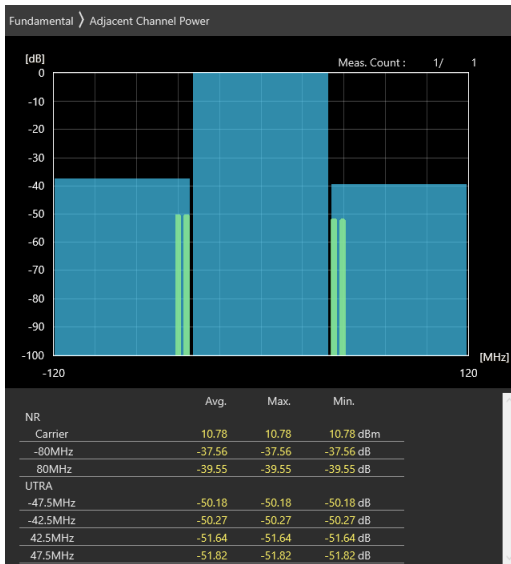 Fundamental 〉 Adjacent Channel Power
[dB]
Meas. Count : 1/ 1
0
-10
-20
-30
-40
-50
-60
-70
-80
-90
-100
[MHz]
-120 120
Avg. Max. Min.
NR
Carrier 10.78 10.78 10.78 dBm
-80MHz -37.56 -37.56 -37.56 dB
80MHz -39.55 -39.55 -39.55 dB
UTRA
-47.5MHz -50.18 -50.18 -50.18 dB
-42.5MHz -50.27 -50.27 -50.27 dB
42.5MHz -51.64 -51.64 -51.64 dB
47.5MHz -51.82 -51.82 -51.82 dB